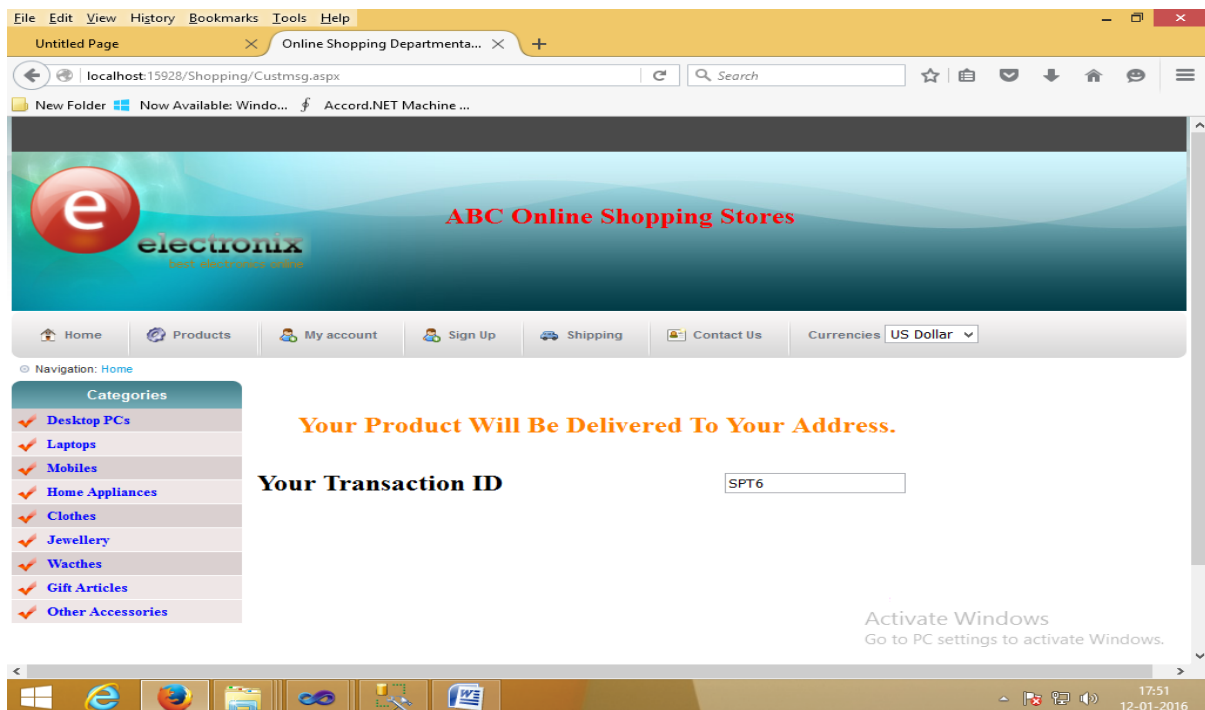 File Edit View History Bookmarks Tools Help
Untitled Page
Online Shopping Departmenta...
localhost:15928/Shopping/Custmsg.aspx
Search
New Folder Now Available: Windo... Accord.NET Machine ...
e
electronix
best electronics online
ABC Online Shopping Stores
Home Products My account Sign Up Shipping Contact Us Currencies US Dollar
Navigation: Home
Categories
Desktop PCs
Laptops
Mobiles
Home Appliances
Clothes
Jewellery
Wacthes
Gift Articles
Other Accessories
Your Product Will Be Delivered To Your Address.
Your Transaction ID SPT6
Activate Windows
Go to PC settings to activate Windows.
17:51
12-01-2016